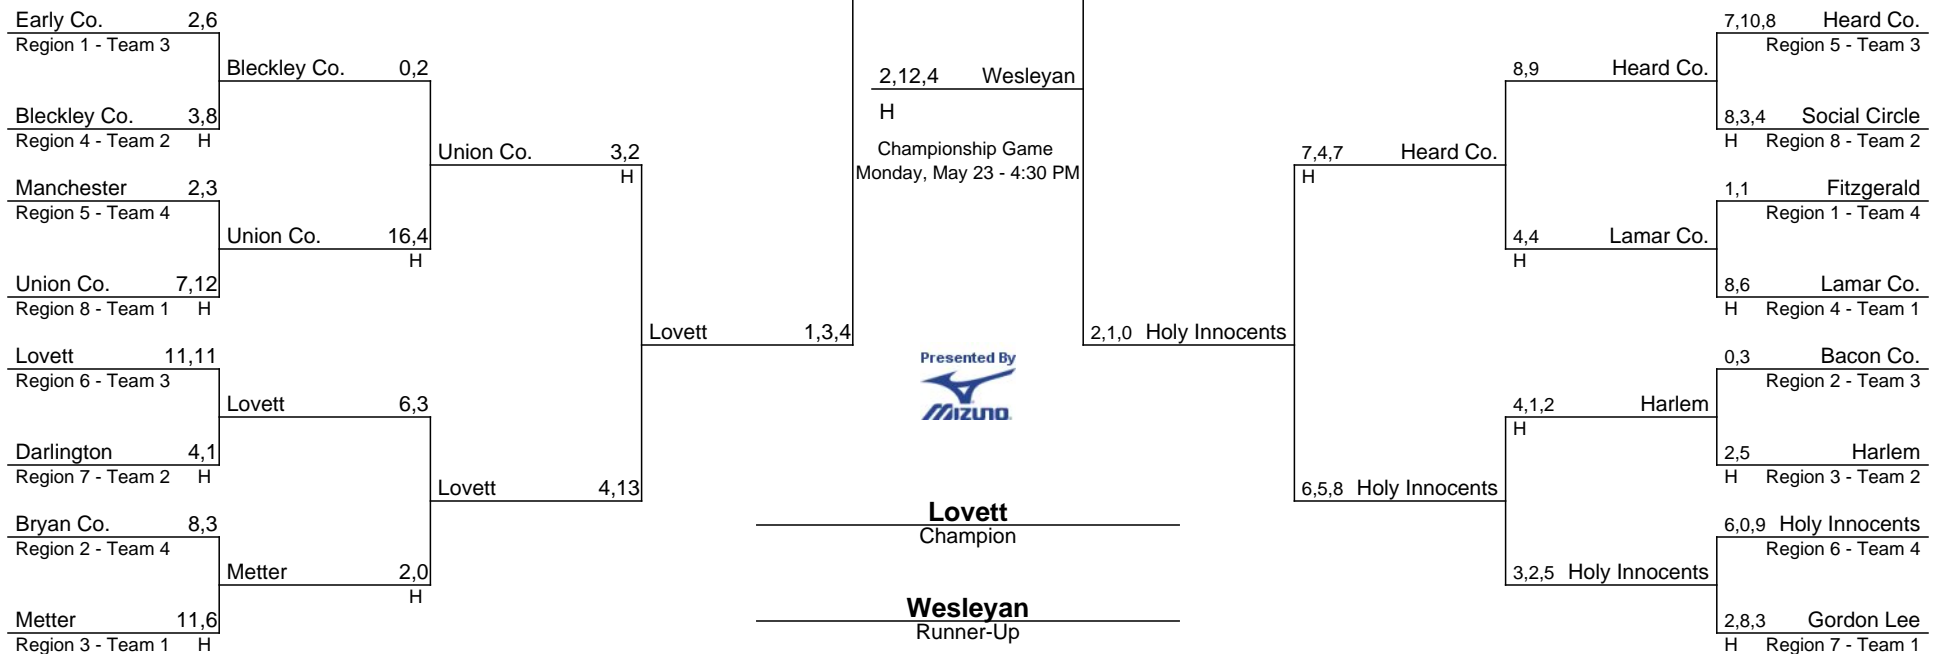 Early Co. 2,6
Region 1 - Team 3
Bleckley Co. 0,2
Bleckley Co. 3,8
Region 4 - Team 2 H
Union Co. 3,2
H
Manchester 2,3
Region 5 - Team 4
Union Co. 16,4
H
Union Co. 7,12
Region 8 - Team 1 H
Lovett 1,3,4
Lovett 11,11
Region 6 - Team 3
Lovett 6,3
Darlington 4,1
Region 7 - Team 2 H
Lovett 4,13
Bryan Co. 8,3
Region 2 - Team 4
Metter 2,0
H
Metter 11,6
Region 3 - Team 1 H
2,12,4 Wesleyan
H
Championship Game
Monday, May 23 - 4:30 PM
Presented By
MIZUNO
Lovett
Champion
Wesleyan
Runner-Up
7,10,8 Heard Co.
Region 5 - Team 3
8,9 Heard Co.
8,3,4 Social Circle
H Region 8 - Team 2
7,4,7 Heard Co.
H
1,1 Fitzgerald
Region 1 - Team 4
4,4 Lamar Co.
H
8,6 Lamar Co.
H Region 4 - Team 1
2,1,0 Holy Innocents
0,3 Bacon Co.
Region 2 - Team 3
4,1,2 Harlem
H
2,5 Harlem
H Region 3 - Team 2
6,5,8 Holy Innocents
6,0,9 Holy Innocents
Region 6 - Team 4
3,2,5 Holy Innocents
2,8,3 Gordon Lee
H Region 7 - Team 1